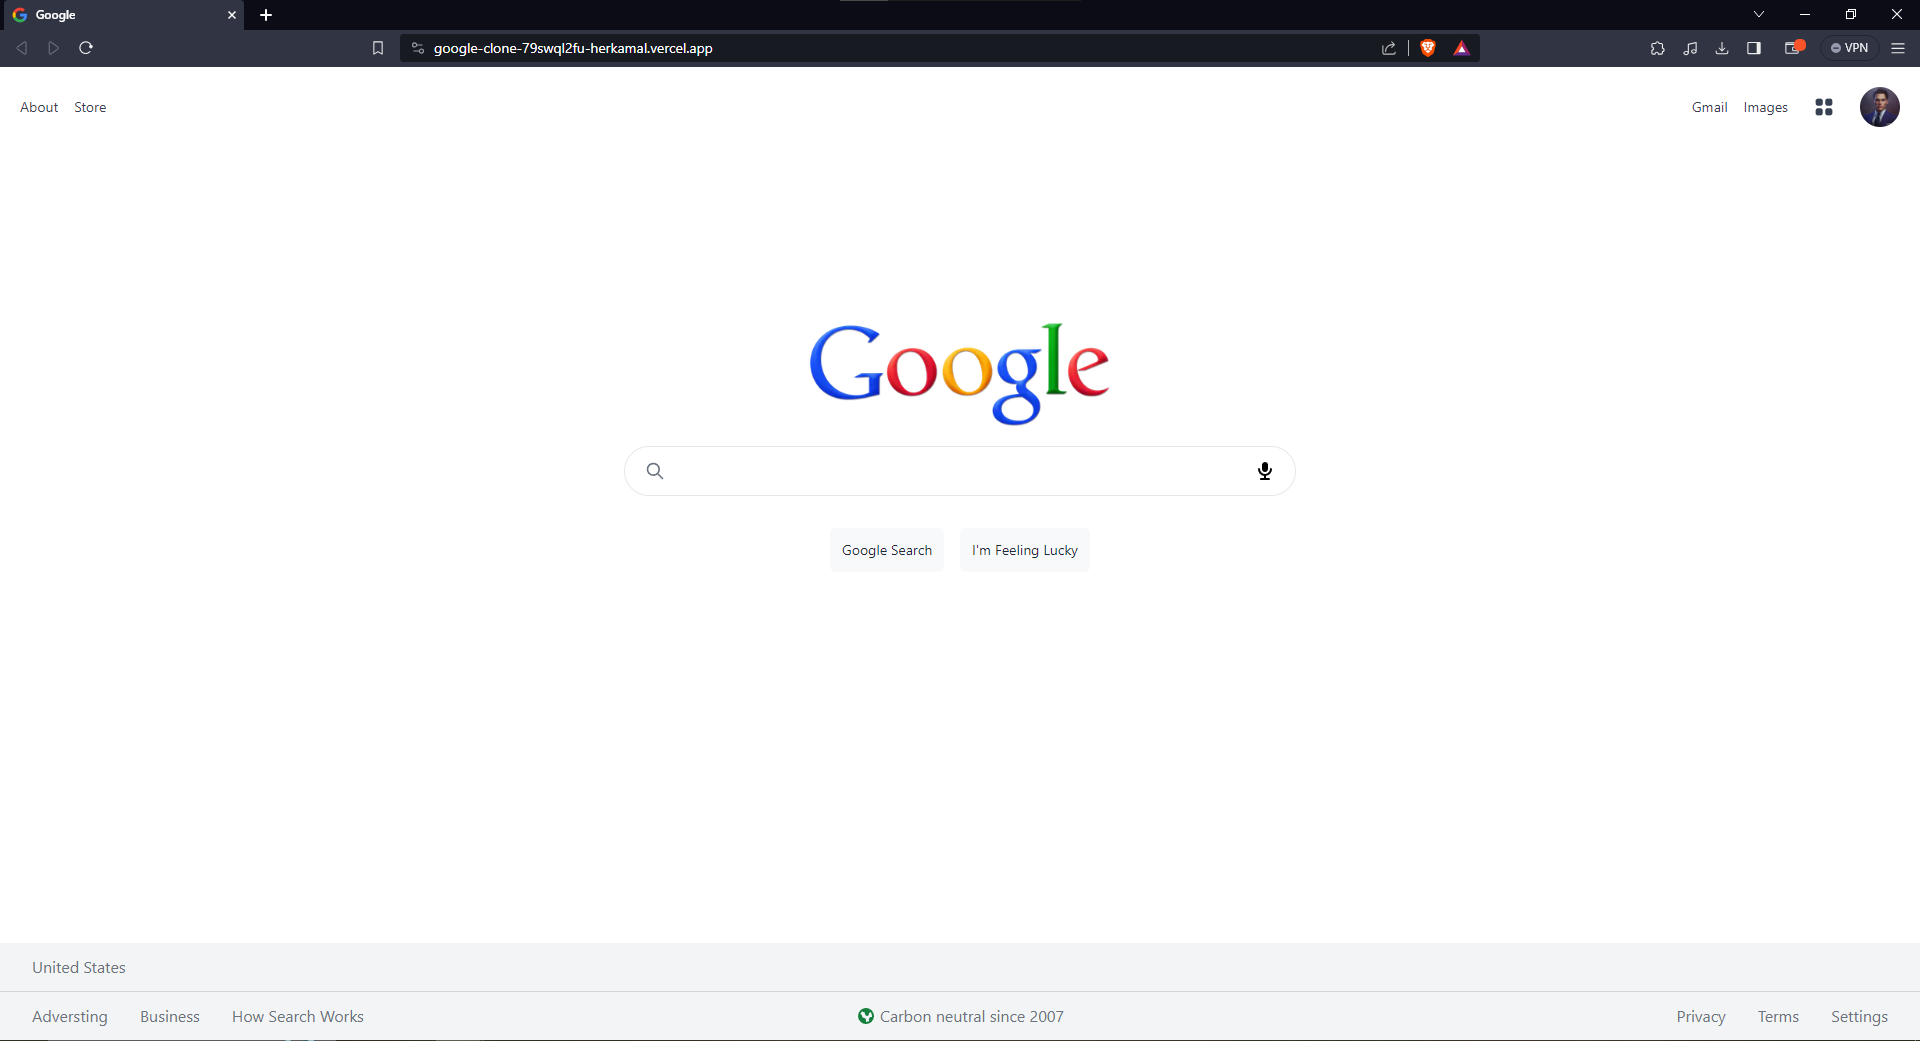 Google
google-clone-79swql2fu-herkamal.vercel.app
VPN
About Store
Gmail Images
Google
Google Search I'm Feeling Lucky
United States
Adversting Business How Search Works
Carbon neutral since 2007
Privacy Terms Settings